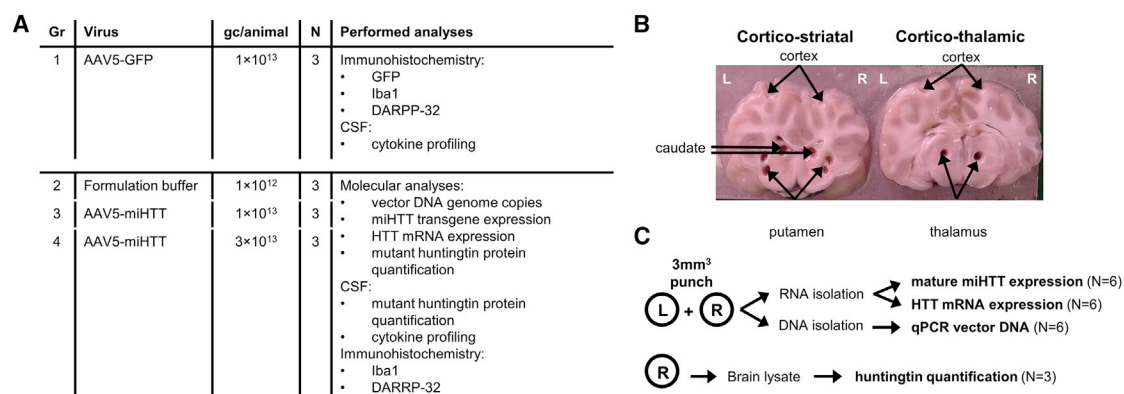 A
Gr Virus gc/animal N Performed analyses
1 AAV5-GFP 1×10¹³ 3 Immunohistochemistry:
• GFP
• Iba1
• DARPP-32
CSF:
• cytokine profiling
2 Formulation buffer 1×10¹² 3 Molecular analyses:
• vector DNA genome copies
3 AAV5-miHTT 1×10¹³ 3 • miHTT transgene expression
4 AAV5-miHTT 3×10¹³ 3 • HTT mRNA expression
• mutant huntingtin protein
quantification
CSF:
• mutant huntingtin protein
quantification
• cytokine profiling
Immunohistochemistry:
• Iba1
• DARRP-32
B
Cortico-striatal Cortico-thalamic
cortex cortex
L R L R
caudate
putamen thalamus
C
3mm³
punch
L + R
RNA isolation
mature miHTT expression (N=6)
HTT mRNA expression (N=6)
DNA isolation qPCR vector DNA (N=6)
R Brain lysate huntingtin quantification (N=3)